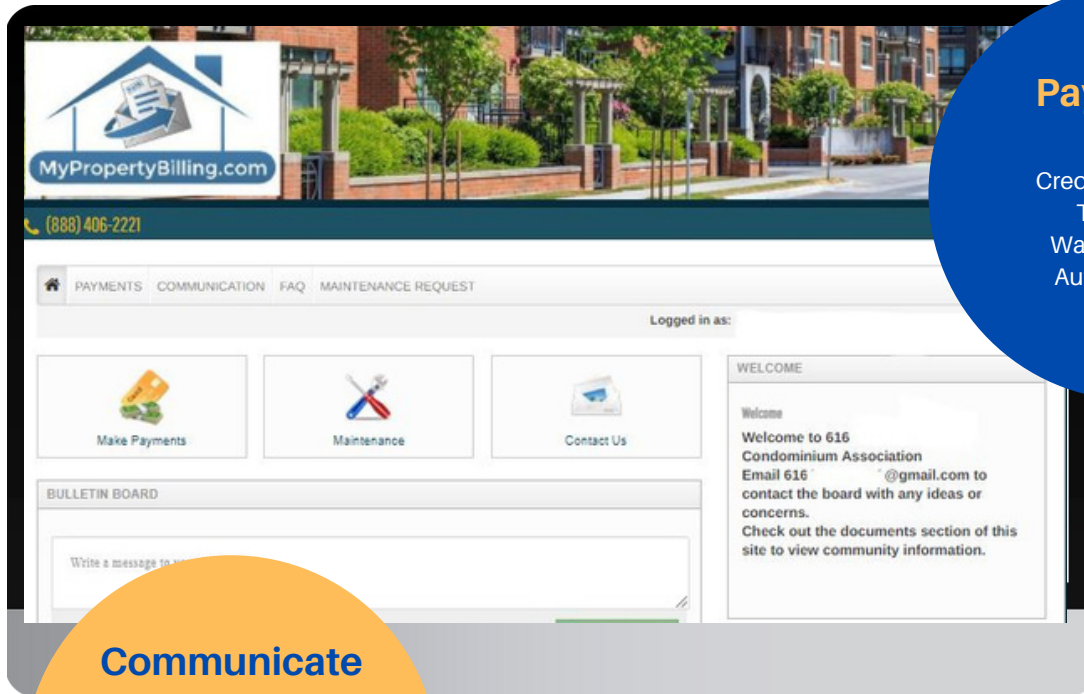 MyPropertyBilling.com
(888) 406-2221
PAYMENTS COMMUNICATION FAQ MAINTENANCE REQUEST
Logged in as:
Make Payments
Maintenance
Contact Us
WELCOME
Welcome
Welcome to 616
Condominium Association
Email 616 @gmail.com to
contact the board with any ideas or
concerns.
Check out the documents section of this
site to view community information.
BULLETIN BOARD
Write a message to
Communicate